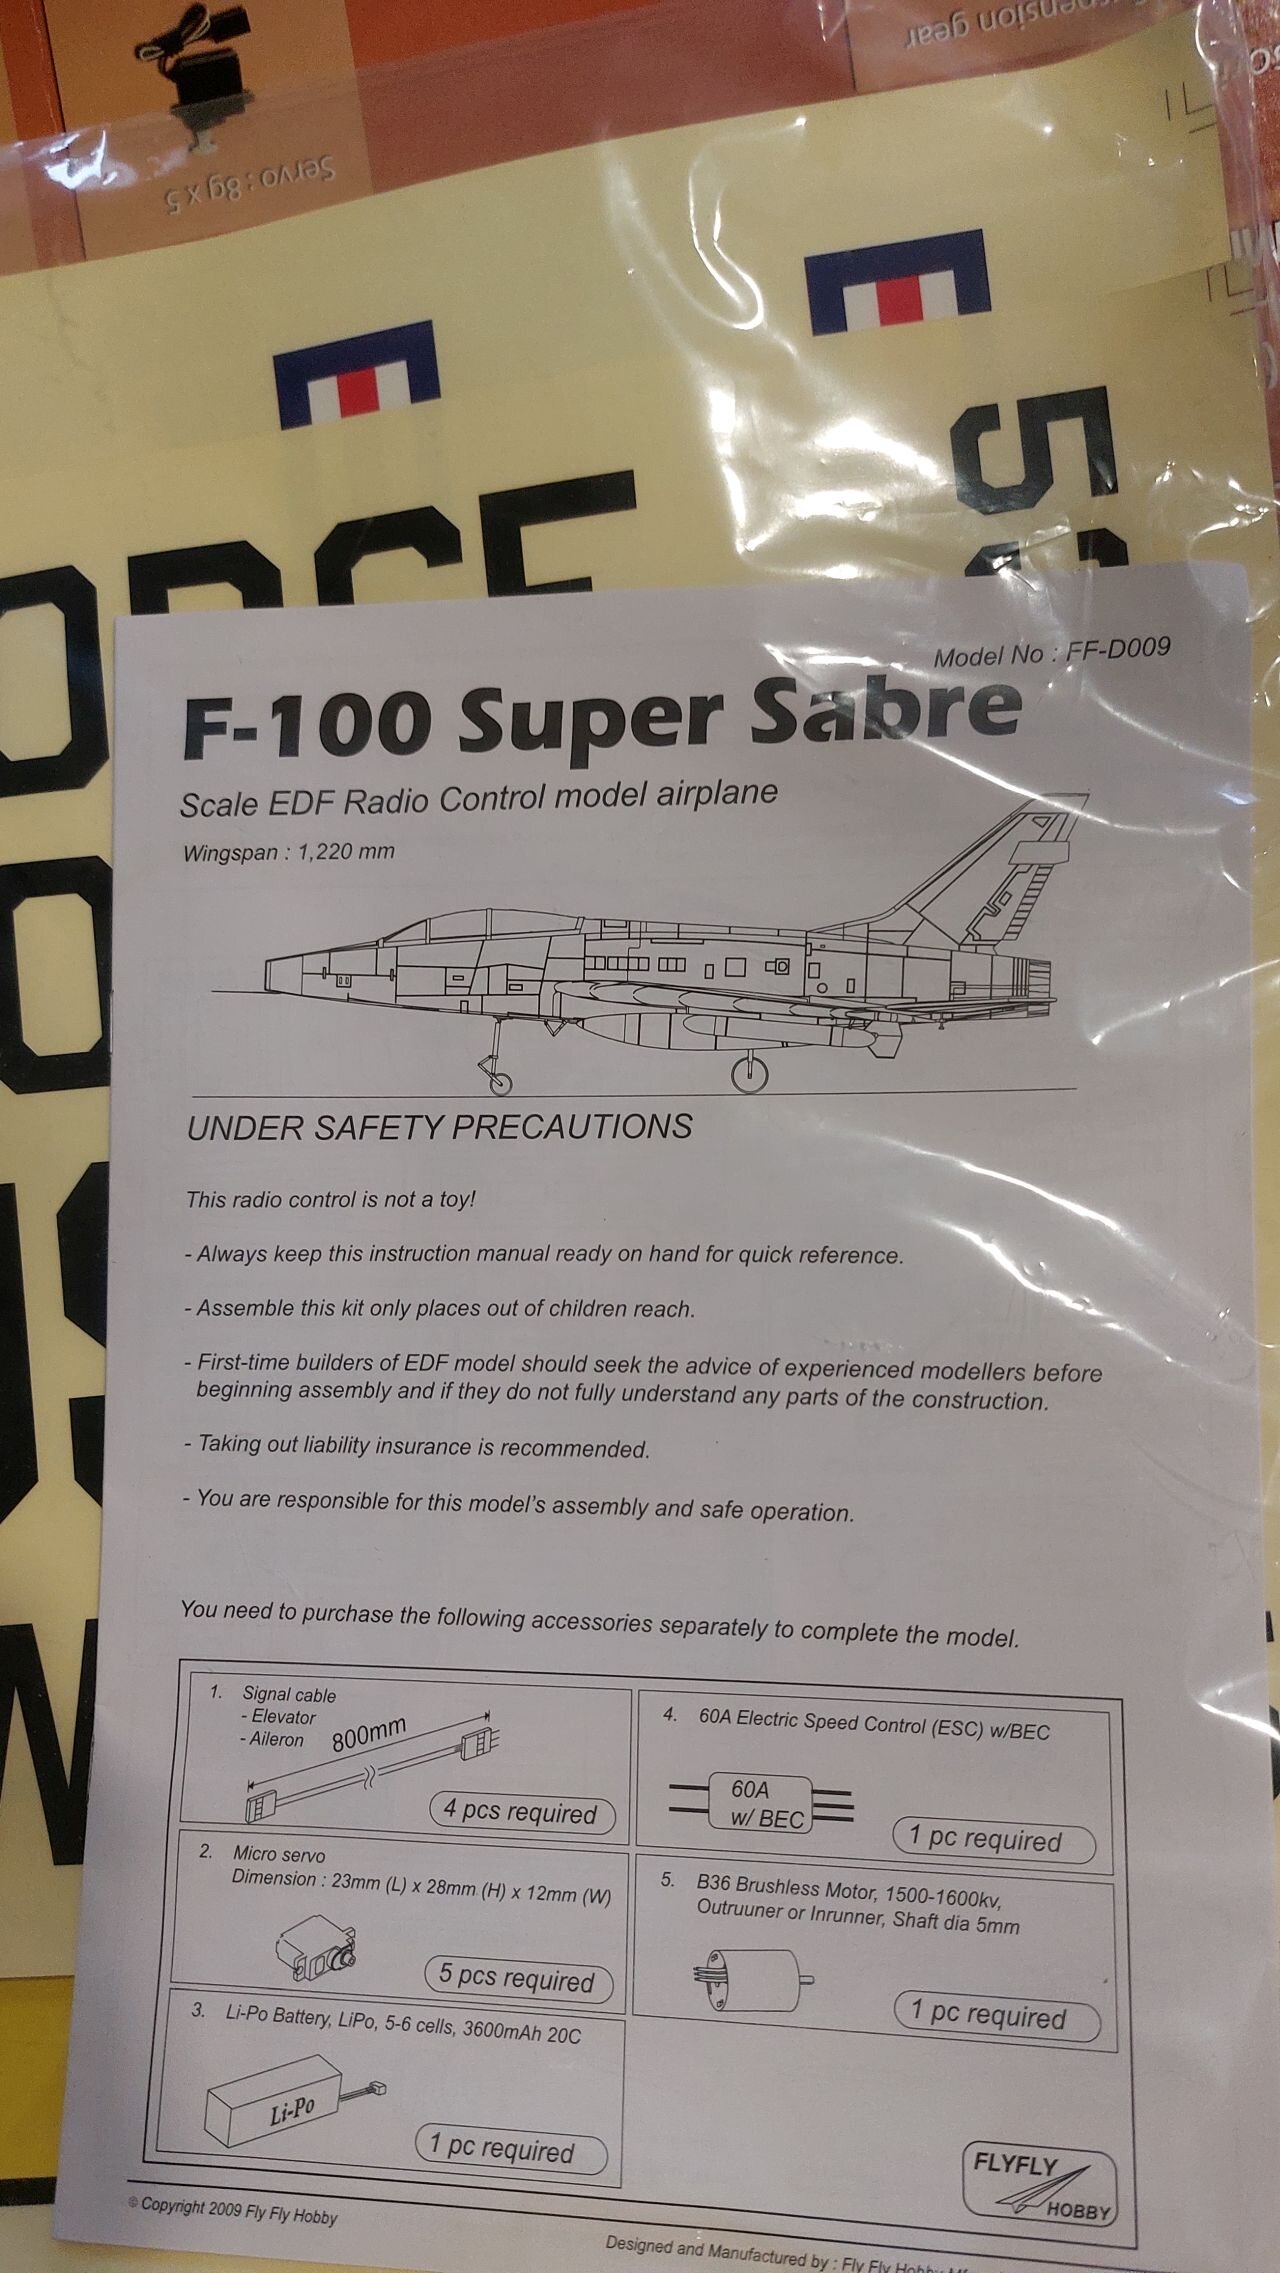 Suspension gear
Servo : 8g x 5
Model No : FF-D009
F-100 Super Sabre
Scale EDF Radio Control model airplane
Wingspan : 1,220 mm
UNDER SAFETY PRECAUTIONS
This radio control is not a toy!
- Always keep this instruction manual ready on hand for quick reference.
- Assemble this kit only places out of children reach.
- First-time builders of EDF model should seek the advice of experienced modellers before
beginning assembly and if they do not fully understand any parts of the construction.
- Taking out liability insurance is recommended.
- You are responsible for this model's assembly and safe operation.
You need to purchase the following accessories separately to complete the model.
1. Signal cable
- Elevator
- Aileron
800mm
4 pcs required
2. Micro servo
Dimension : 23mm (L) x 28mm (H) x 12mm (W)
5 pcs required
3. Li-Po Battery, LiPo, 5-6 cells, 3600mAh 20C
Li-Po
1 pc required
4. 60A Electric Speed Control (ESC) w/BEC
60A
w/ BEC
1 pc required
5. B36 Brushless Motor, 1500-1600kv,
Outruuner or Inrunner, Shaft dia 5mm
1 pc required
FLYFLY
HOBBY
© Copyright 2009 Fly Fly Hobby
Designed and Manufactured by : Fly Fly Hobby